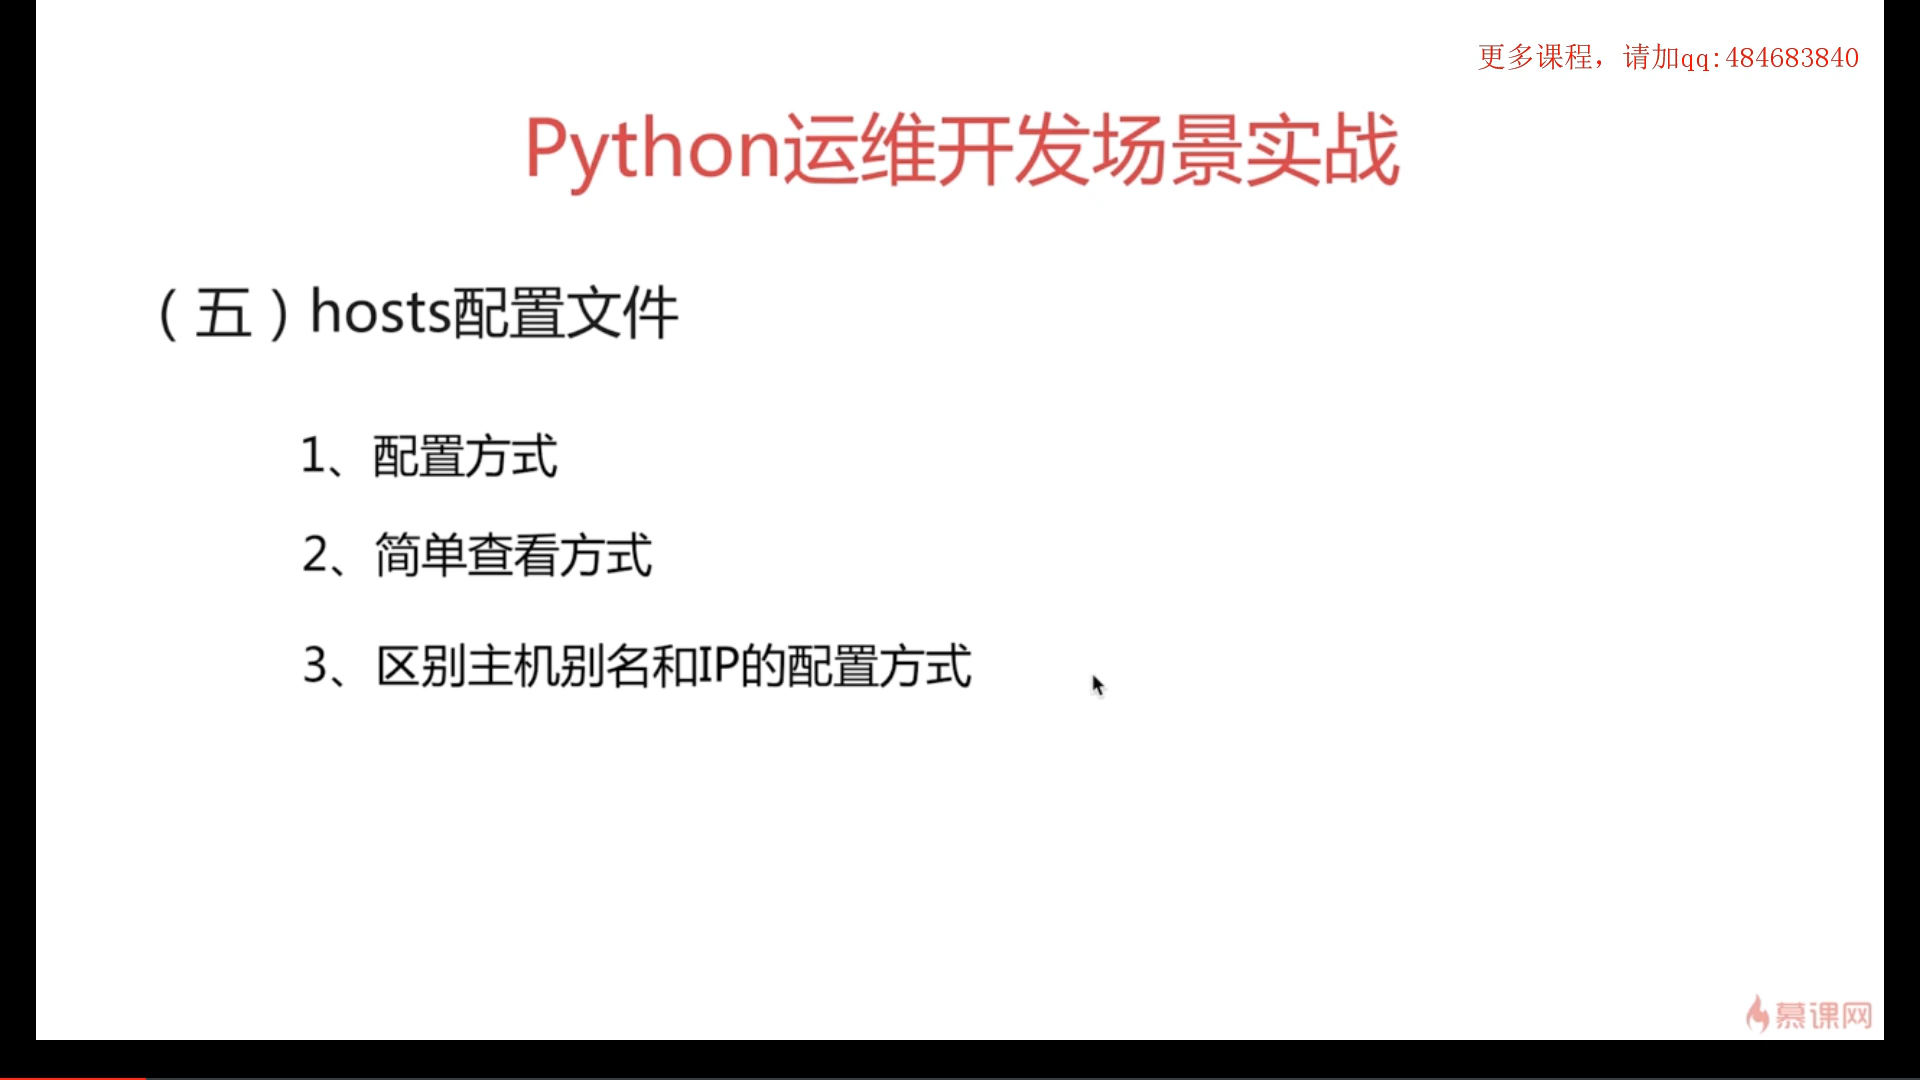 更多课程，请加qq:484683840
Python运维开发场景实战
（五）hosts配置文件
1、配置方式
2、简单查看方式
3、区别主机别名和IP的配置方式
慕课网